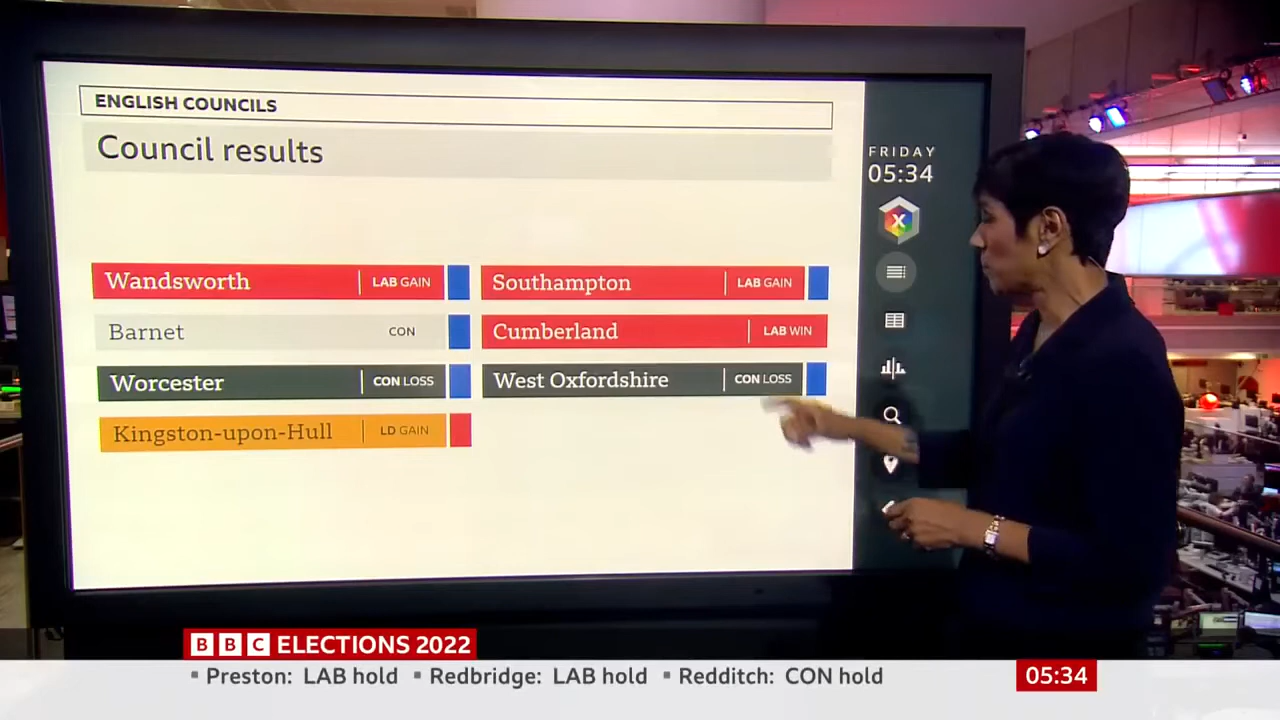 ENGLISH COUNCILS
Council results
FRIDAY
05:34
X
Wandsworth LAB GAIN
Southampton LAB GAIN
Barnet CON
Cumberland LAB WIN
Worcester CON LOSS
West Oxfordshire CON LOSS
Kingston-upon-Hull LD GAIN
BBC ELECTIONS 2022
▪ Preston: LAB hold ▪ Redbridge: LAB hold ▪ Redditch: CON hold
05:34